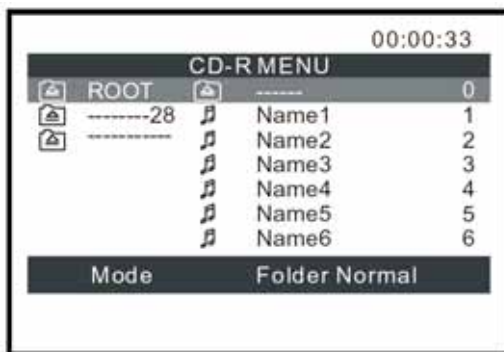 00:00:33
CD-R MENU
ROOT ------ 0
--------28 Name1 1
----------- Name2 2
Name3 3
Name4 4
Name5 5
Name6 6
Mode Folder Normal